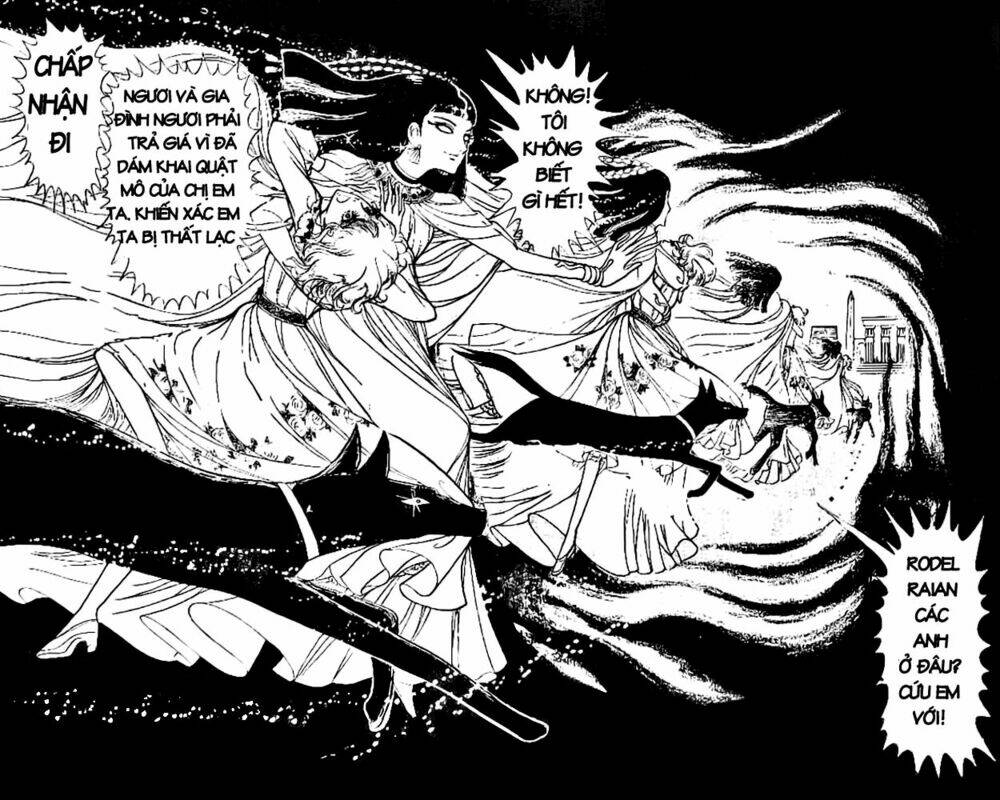 CHẤP
NHẬN
ĐI
NGƯƠI VÀ GIA
ĐÌNH NGƯƠI PHẢI
TRẢ GIÁ VÌ ĐÃ
DÁM KHAI QUẬT
MỘ CỦA CHỊ EM
TA, KHIẾN XÁC EM
TA BỊ THẤT LẠC
KHÔNG!
TÔI
KHÔNG
BIẾT
GÌ HẾT!
RODEL
RAIAN
CÁC
ANH
Ở ĐÂU?
CỨU EM
VỚI!